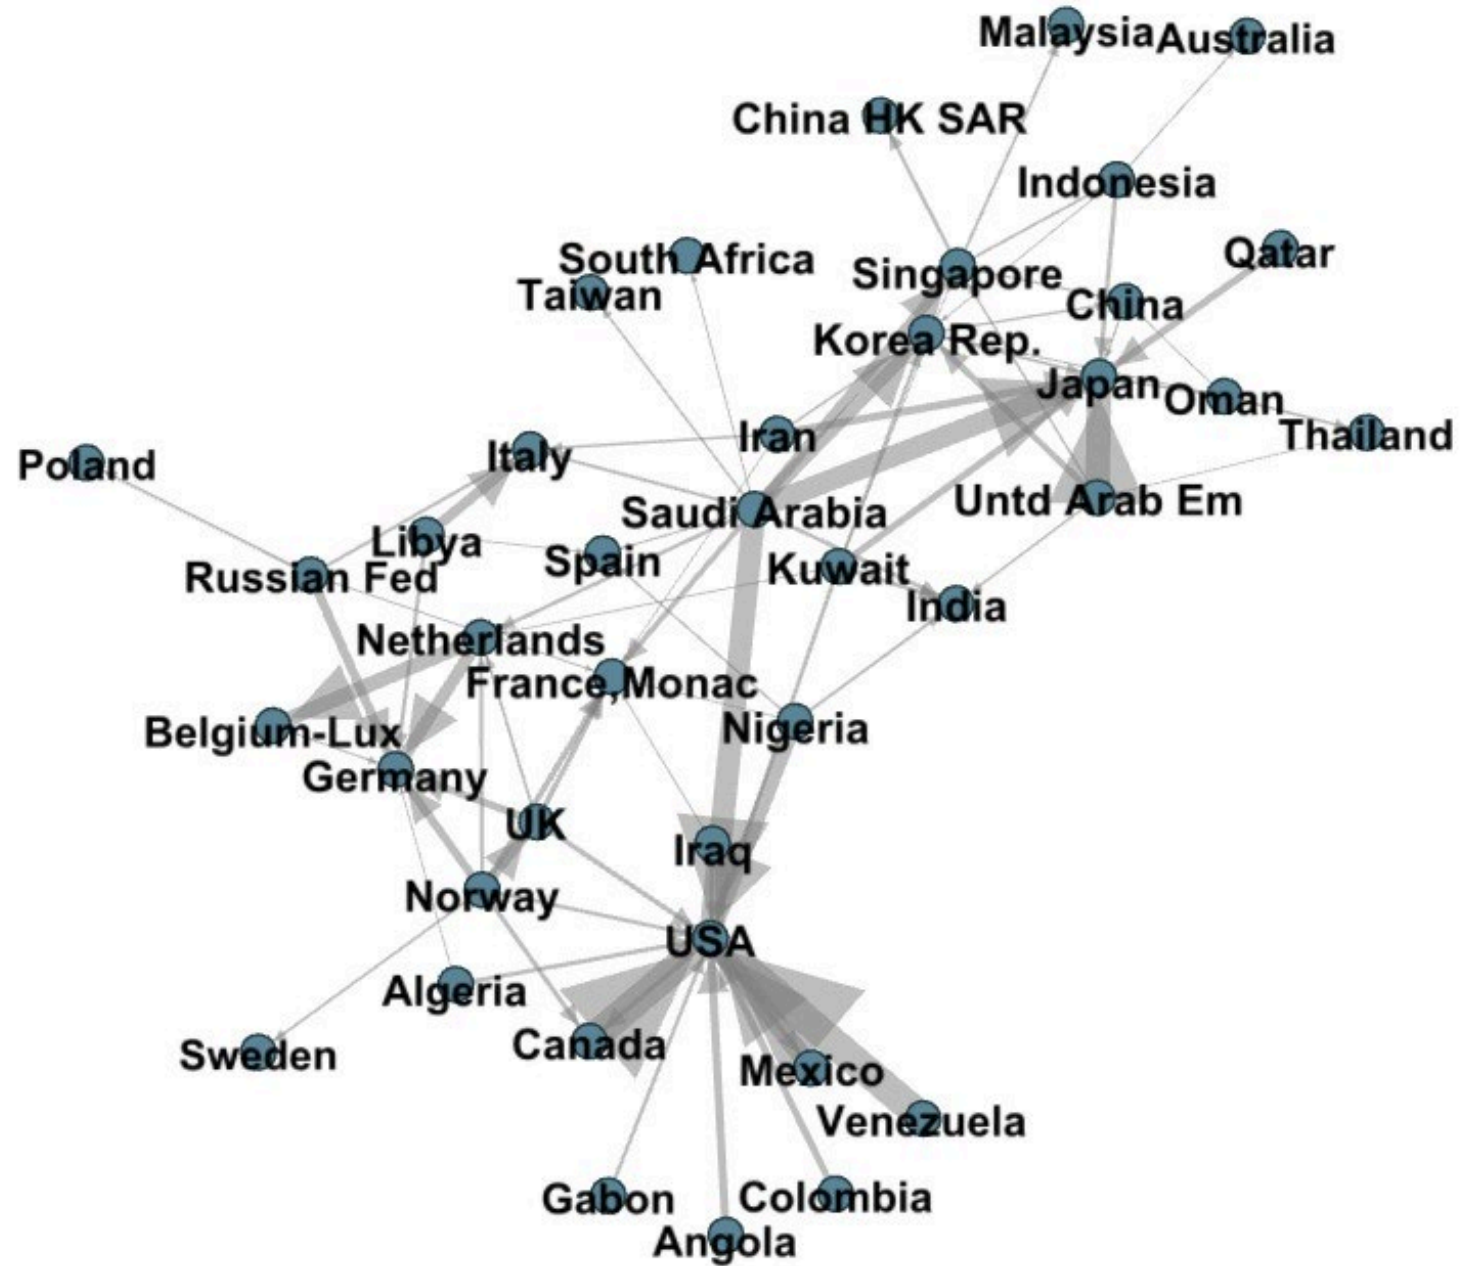 Malaysia
Australia
China HK SAR
Indonesia
South Africa
Singapore
Qatar
Taiwan
China
Korea Rep.
Japan
Oman
Italy
Iran
Thailand
Poland
Saudi Arabia
Untd Arab Em
Libya
Spain
Kuwait
Russian Fed
India
Netherlands
France,Monac
Belgium-Lux
Nigeria
Germany
UK
Iraq
Norway
USA
Algeria
Sweden
Canada
Mexico
Venezuela
Gabon
Colombia
Angola